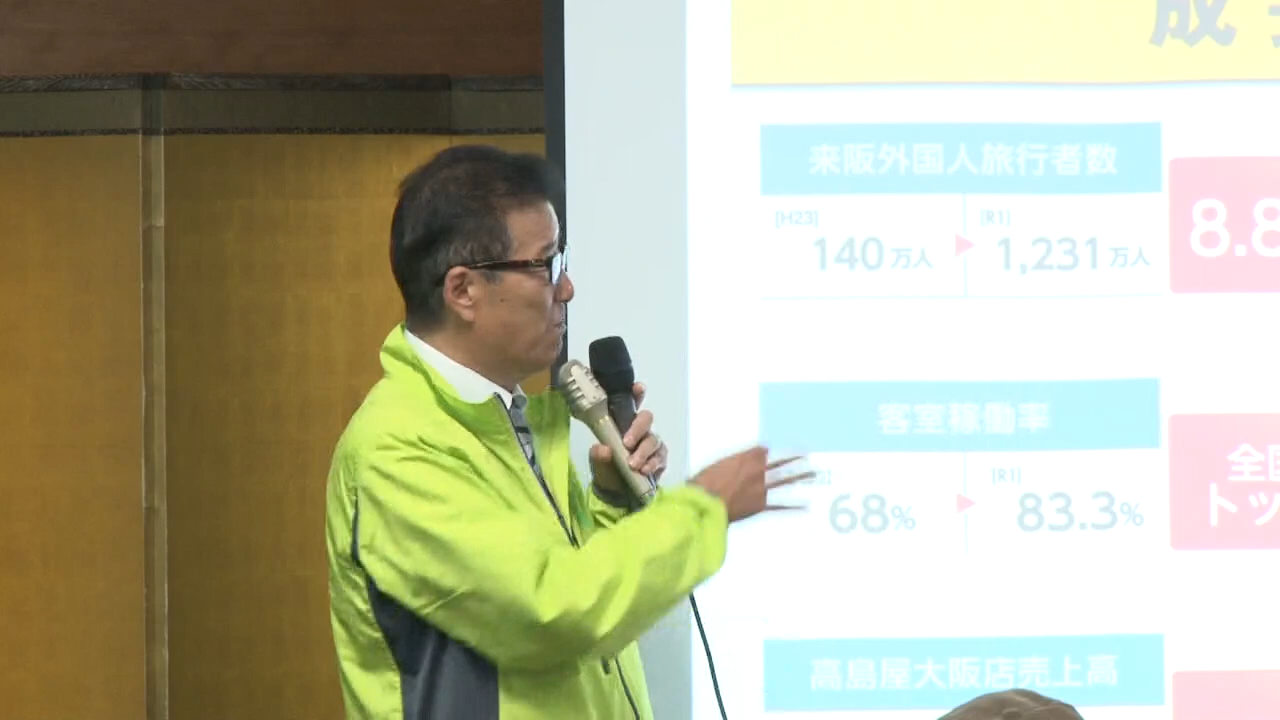 成
来阪外国人旅行者数
[H23]
140万人
[R1]
1,231万人
8.8
客室稼働率
68%
[R1]
83.3%
全国
トッ
高島屋大阪店売上高